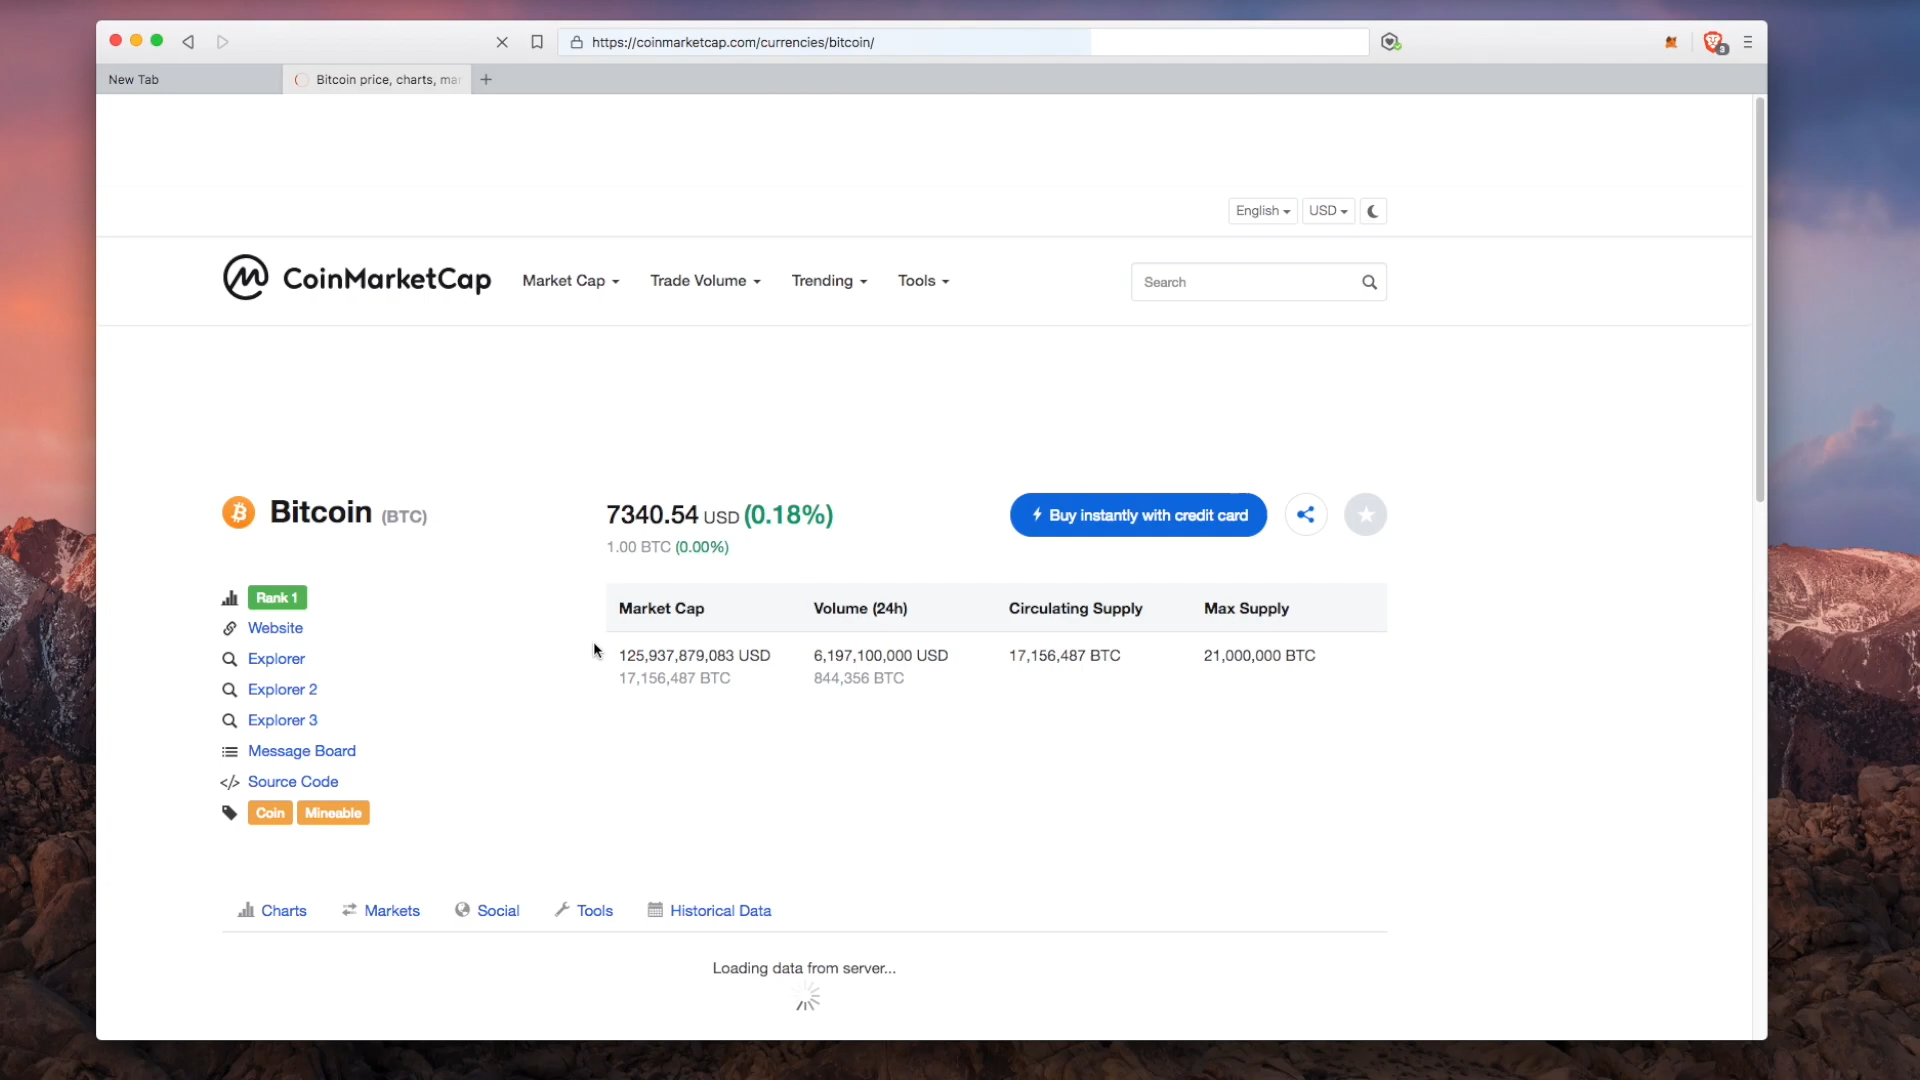 https://coinmarketcap.com/currencies/bitcoin/
3
New Tab
Bitcoin price, charts, mar
English
USD
CoinMarketCap
Market Cap
Trade Volume
Trending
Tools
Search
Bitcoin (BTC)
7340.54 USD (0.18%)
1.00 BTC (0.00%)
Buy instantly with credit card
Rank 1
Website
Explorer
Explorer 2
Explorer 3
Message Board
Source Code
Coin Mineable
Market Cap Volume (24h) Circulating Supply Max Supply
125,937,879,083 USD 6,197,100,000 USD 17,156,487 BTC 21,000,000 BTC
17,156,487 BTC 844,356 BTC
Charts Markets Social Tools Historical Data
Loading data from server...